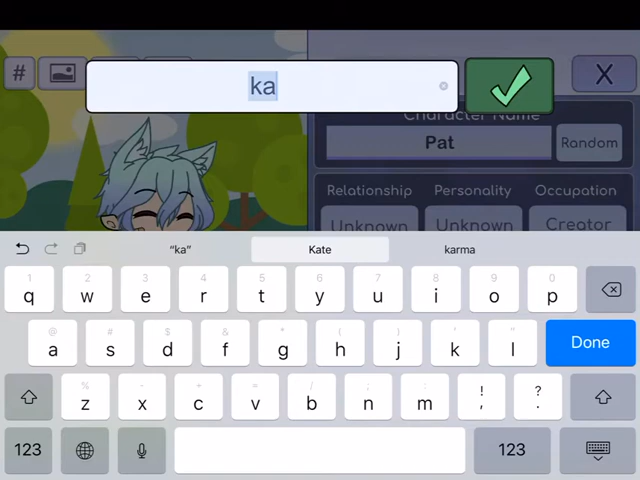 #
ka
X
Character Name
Pat
Random
Relationship Personality Occupation
Unknown Unknown Creator
“ka” Kate karma
1 2 3 4 5 6 7 8 9 0
q w e r t y u i o p
@ # $ & * ( ) ' "
a s d f g h j k l Done
% - + = / ; : ! ?
z x c v b n m , .
123 123